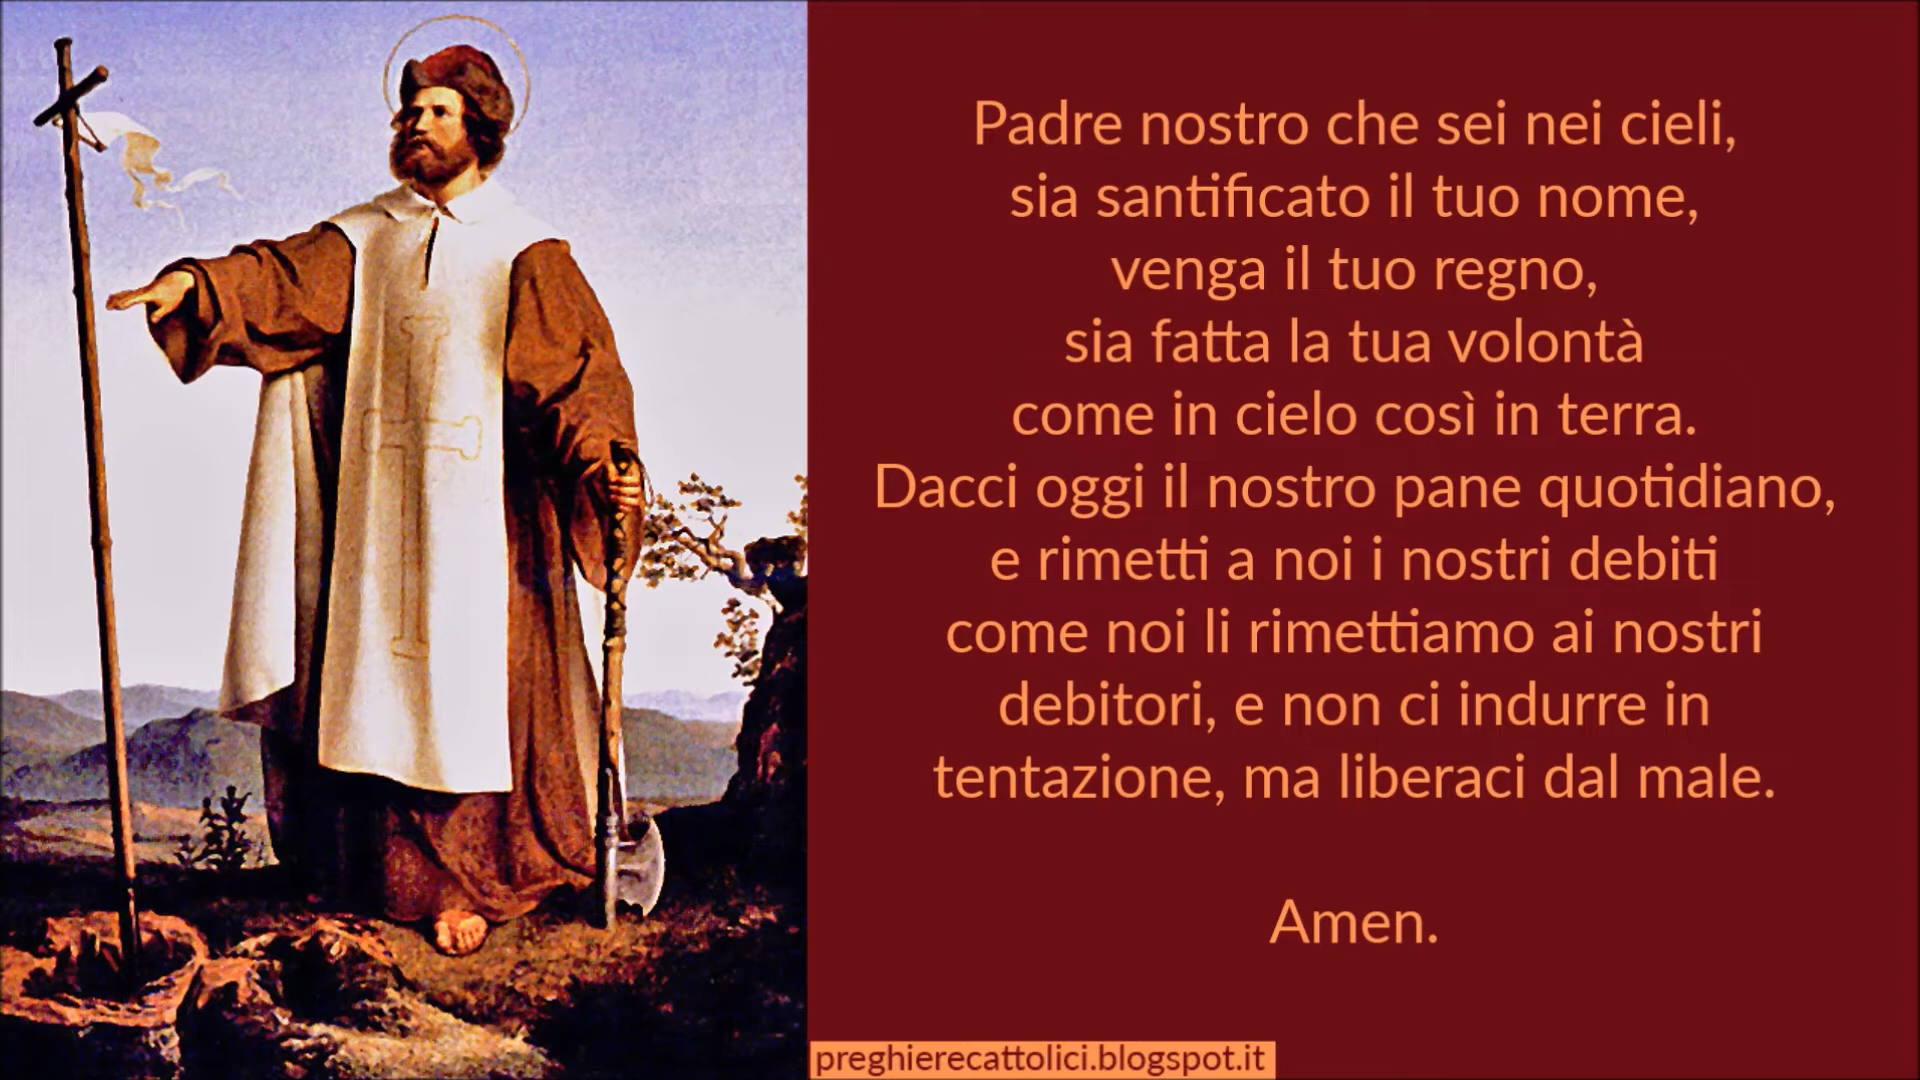 Padre nostro che sei nei cieli,
sia santificato il tuo nome,
venga il tuo regno,
sia fatta la tua volontà
come in cielo così in terra.
Dacci oggi il nostro pane quotidiano,
e rimetti a noi i nostri debiti
come noi li rimettiamo ai nostri
debitori, e non ci indurre in
tentazione, ma liberaci dal male.
Amen.
preghierecattolici.blogspot.it